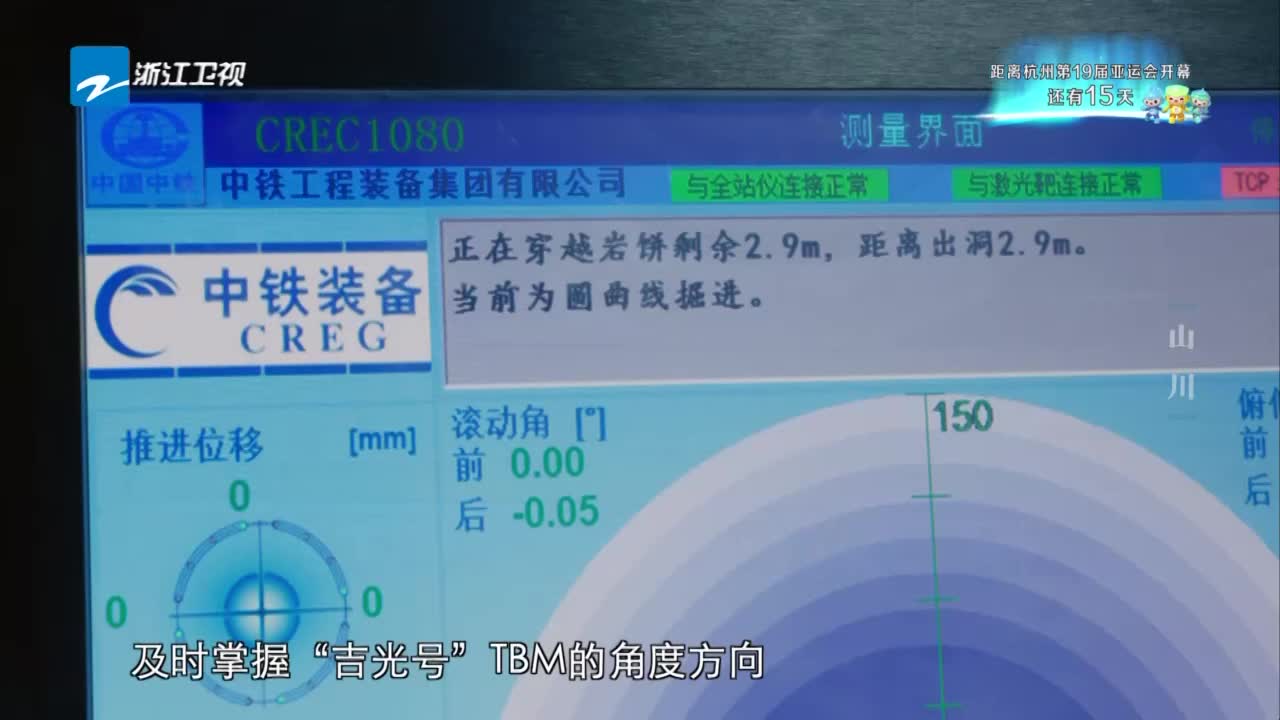 浙江卫视
距离杭州第19届亚运会开幕
还有15天
CREC1080
测量界面
中国中铁
中铁工程装备集团有限公司
与全站仪连接正常
与激光靶连接正常
TCP
中铁装备
CREG
正在穿越岩饼剩余2.9m，距离出洞2.9m。
当前为圆曲线掘进。
山川
推进位移 [mm]
0
0
0
滚动角 [°]
前 0.00
后 -0.05
150
前
后
及时掌握“吉光号”TBM的角度方向